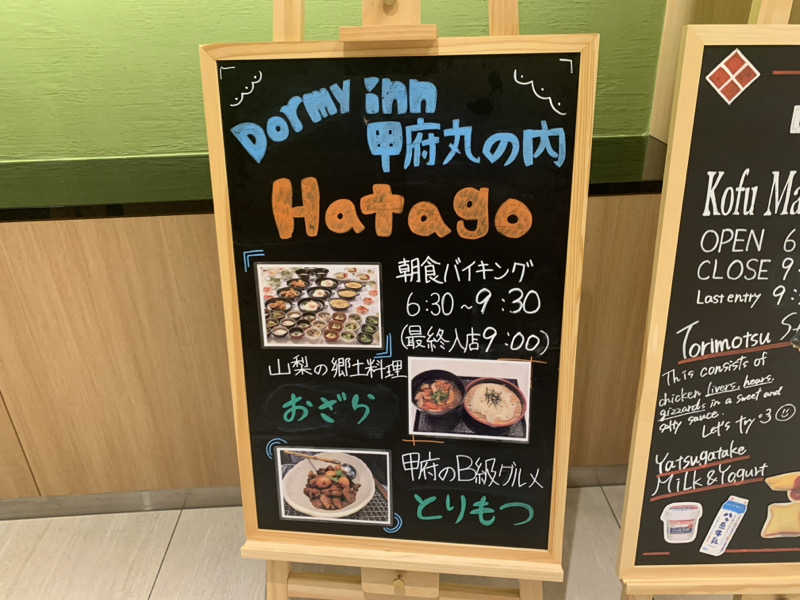 Dormy inn
甲府丸の内
Hatago
朝食バイキング
6:30~9:30
(最終入店9:00)
山梨の郷土料理
おざら
甲府のB級グルメ
とりもつ
Kofu
OPEN 6
CLOSE 9
Last entry 9:
Torimotsu
This consists of
chicken livers, hears,
gizzards in a sweet and
salty sauce.
Let's try :3
Yatsugatake
Milk & Yogurt